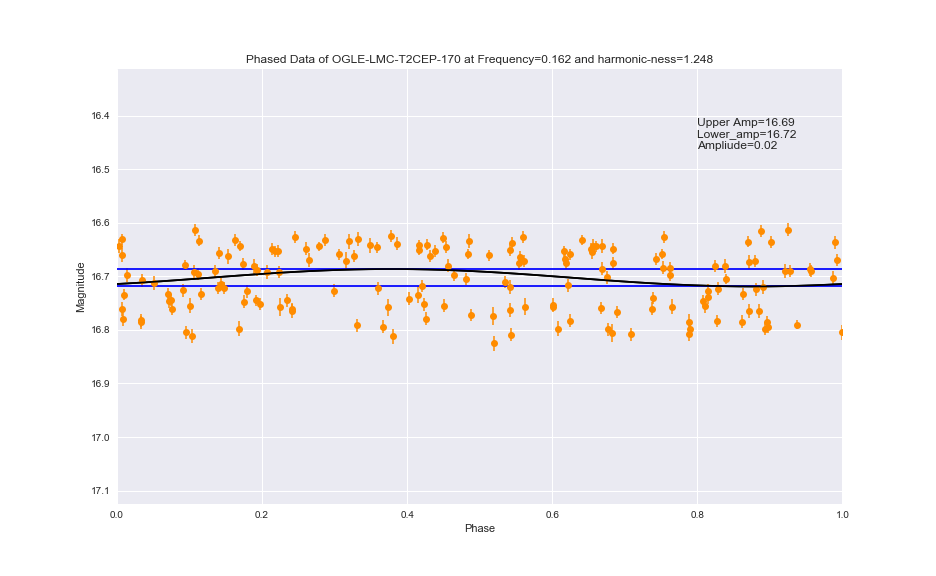 Phased Data of OGLE-LMC-T2CEP-170 at Frequency=0.162 and harmonic-ness=1.248
Upper Amp=16.69
Lower_amp=16.72
Ampliude=0.02
Magnitude
16.4
16.5
16.6
16.7
16.8
16.9
17.0
17.1
0.0 0.2 0.4 0.6 0.8 1.0
Phase